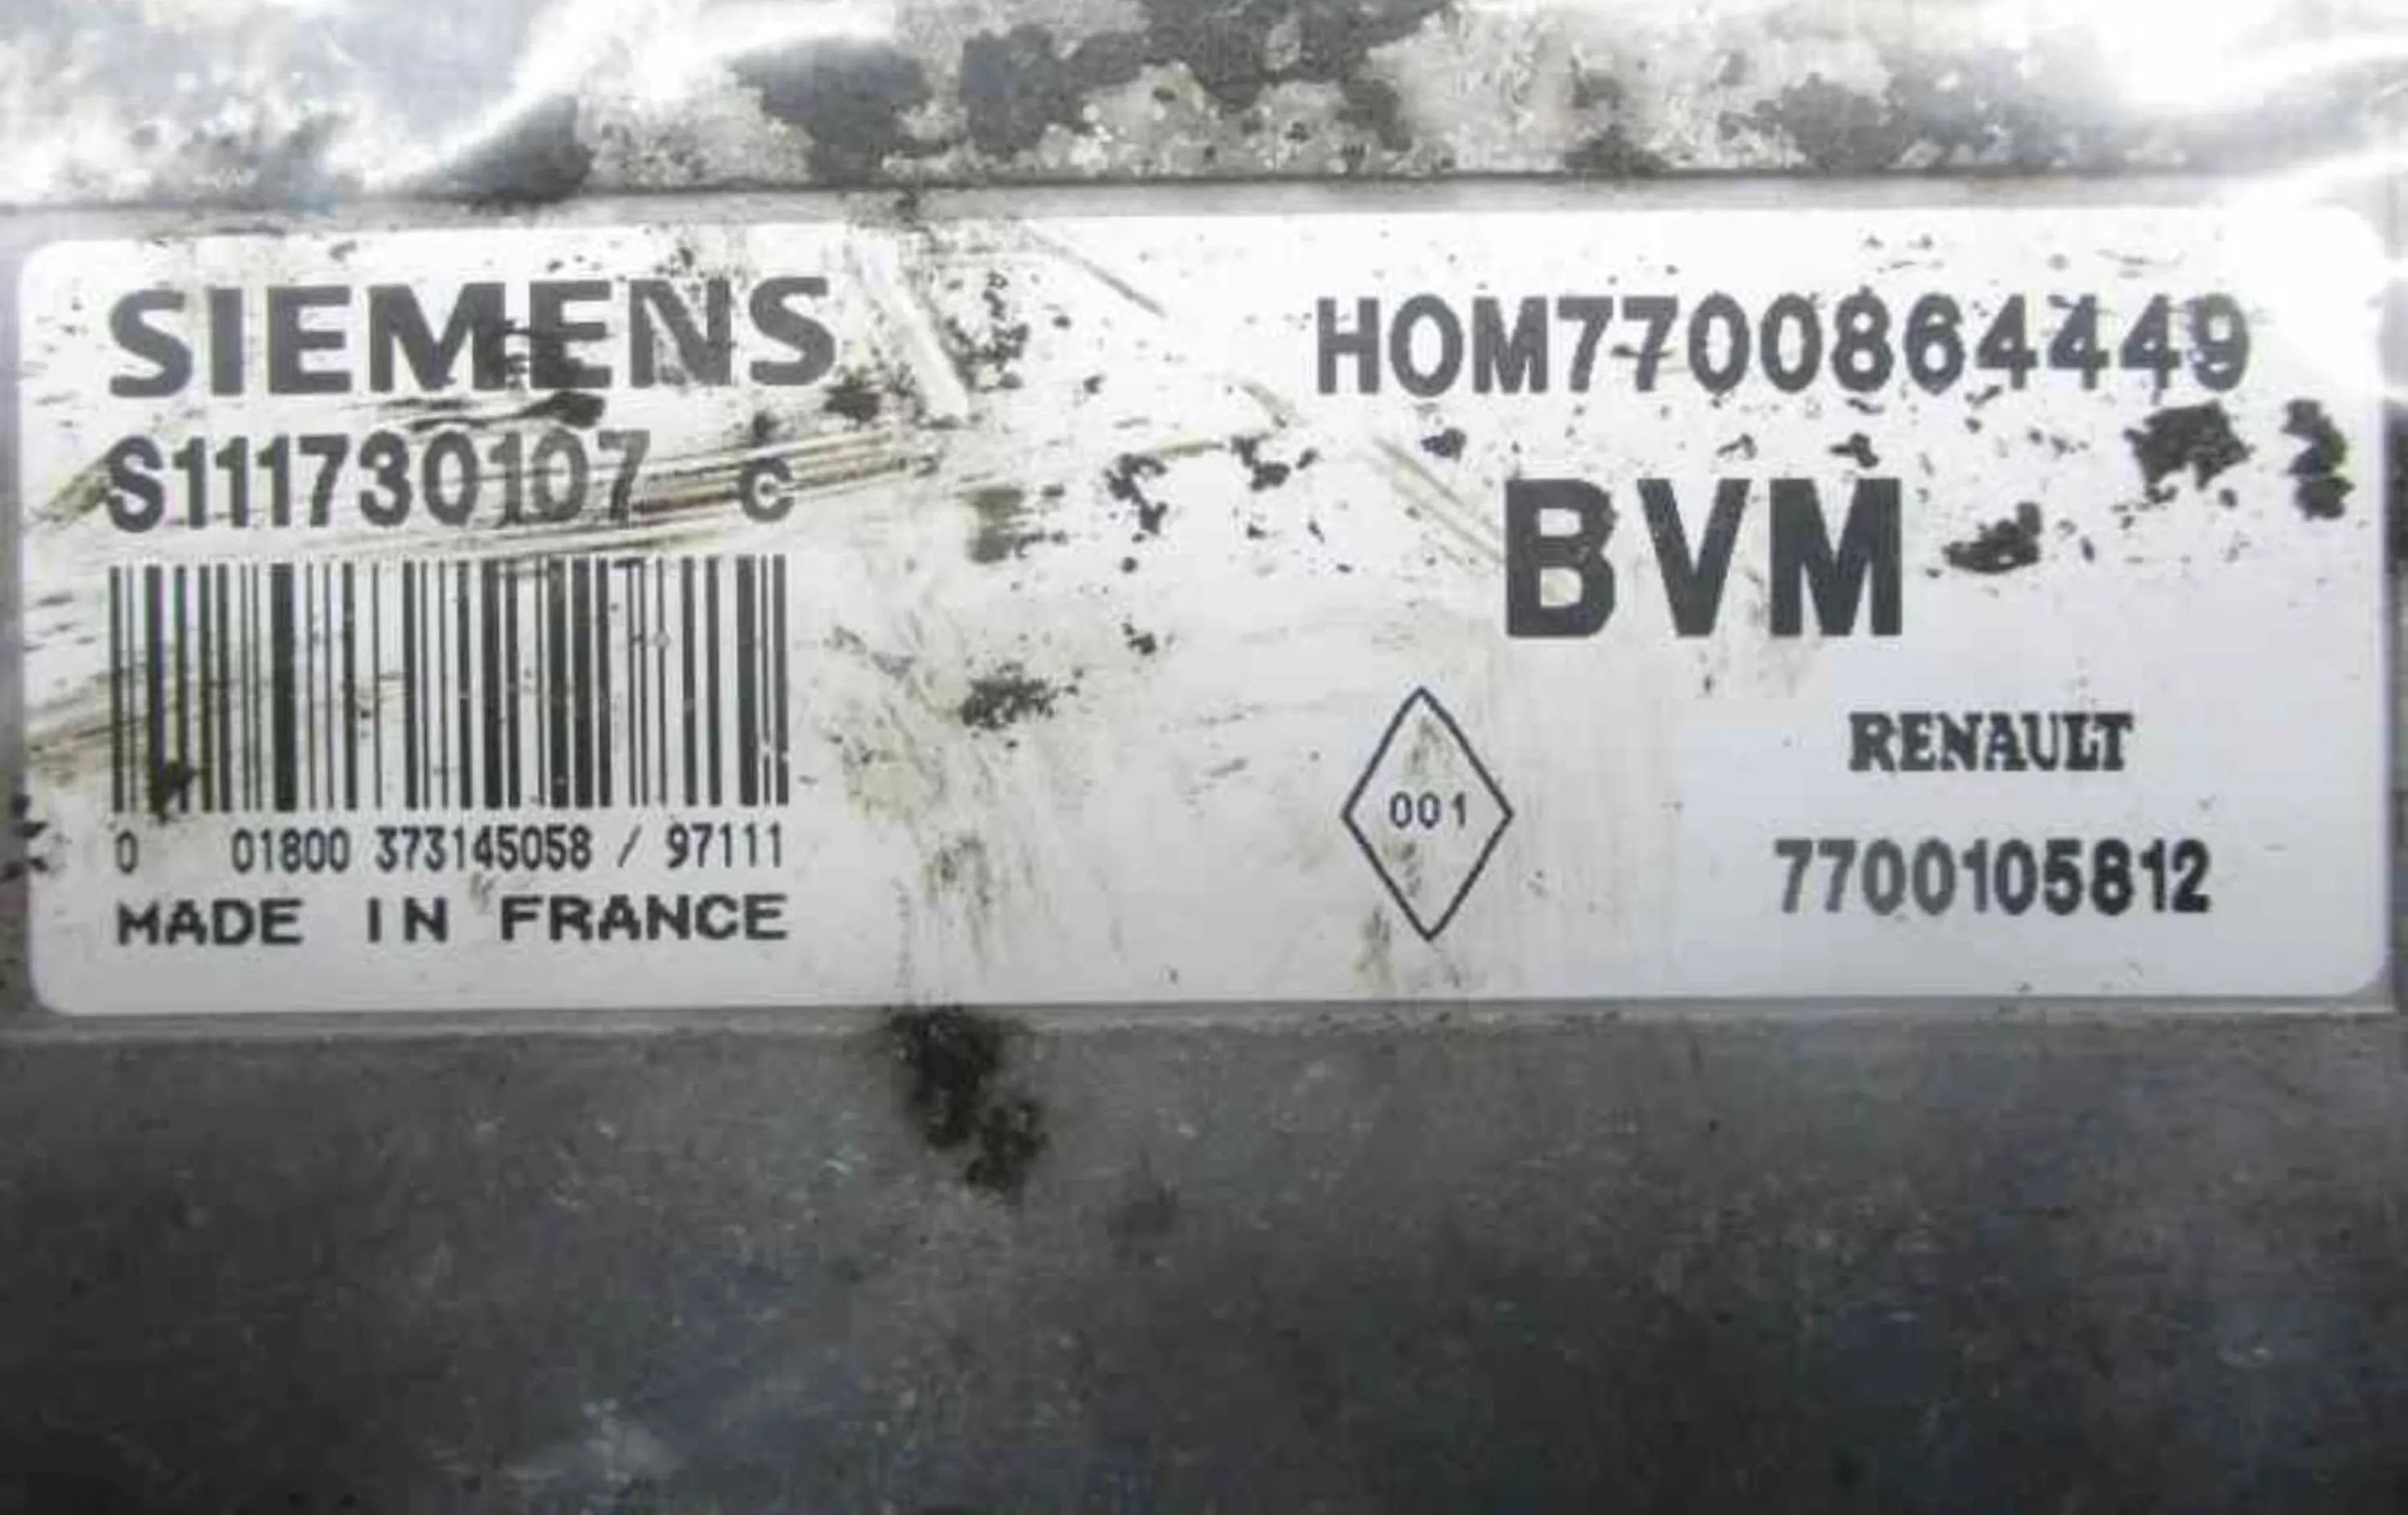 SIEMENS
S111730107 C
0 01800 373145058 / 97111
MADE IN FRANCE
HOM7700864449
BVM
001
RENAULT
7700105812